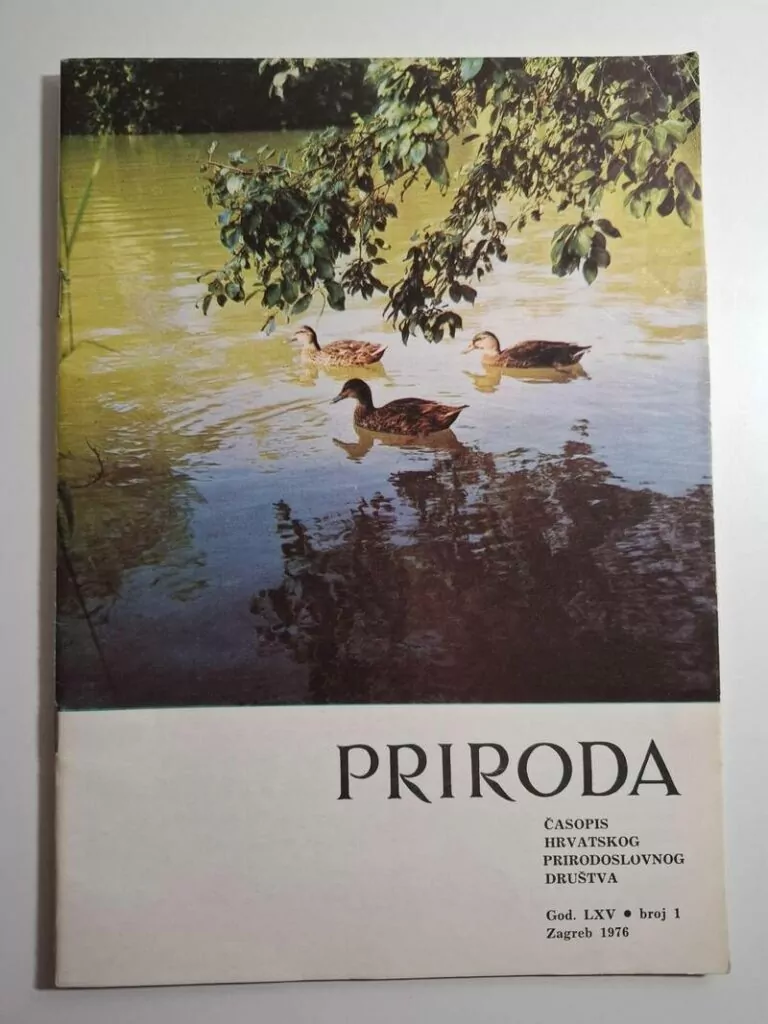 PRIRODA
ČASOPIS
HRVATSKOG
PRIRODOSLOVNOG
DRUŠTVA
God. LXV • broj 1
Zagreb 1976